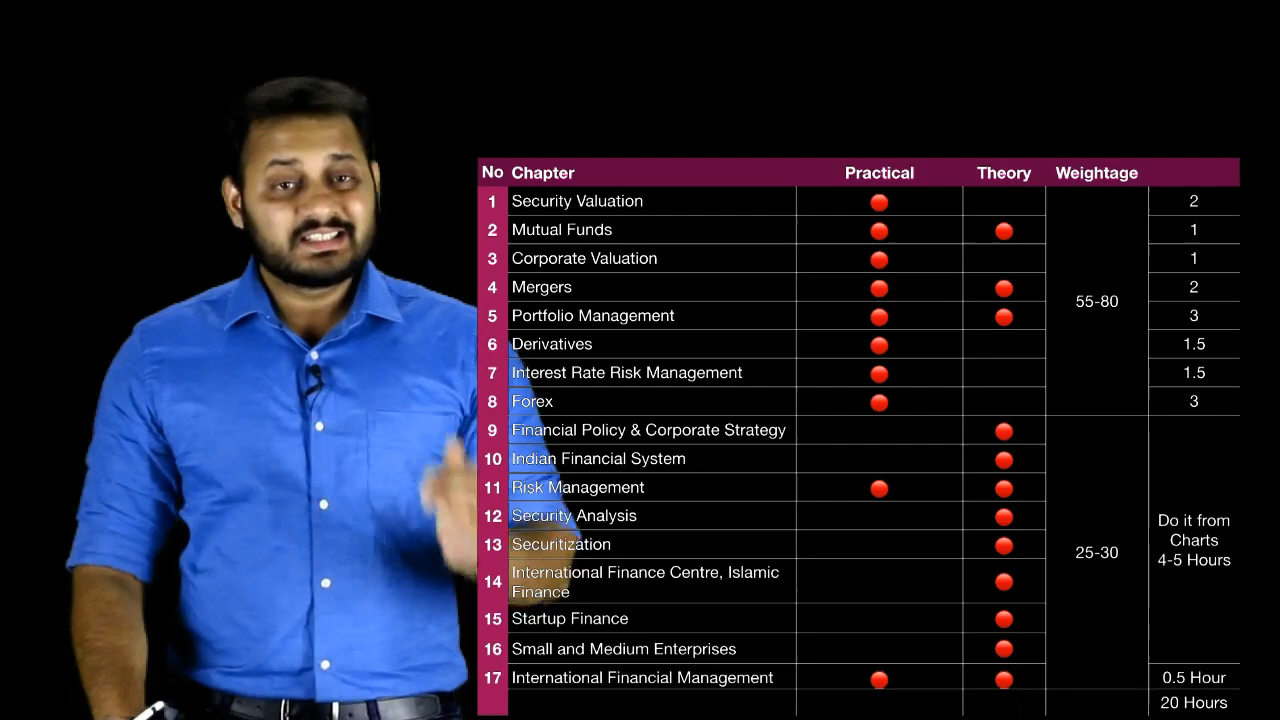 No Chapter Practical Theory Weightage
1 Security Valuation 2
2 Mutual Funds 1
3 Corporate Valuation 1
4 Mergers 2
5 Portfolio Management 3
55-80
6 Derivatives 1.5
7 Interest Rate Risk Management 1.5
8 Forex 3
9 Financial Policy & Corporate Strategy
10 Indian Financial System
11 Risk Management
12 Security Analysis
13 Securitization
25-30
Do it from
Charts
4-5 Hours
14 International Finance Centre, Islamic
Finance
15 Startup Finance
16 Small and Medium Enterprises
17 International Financial Management 0.5 Hour
20 Hours